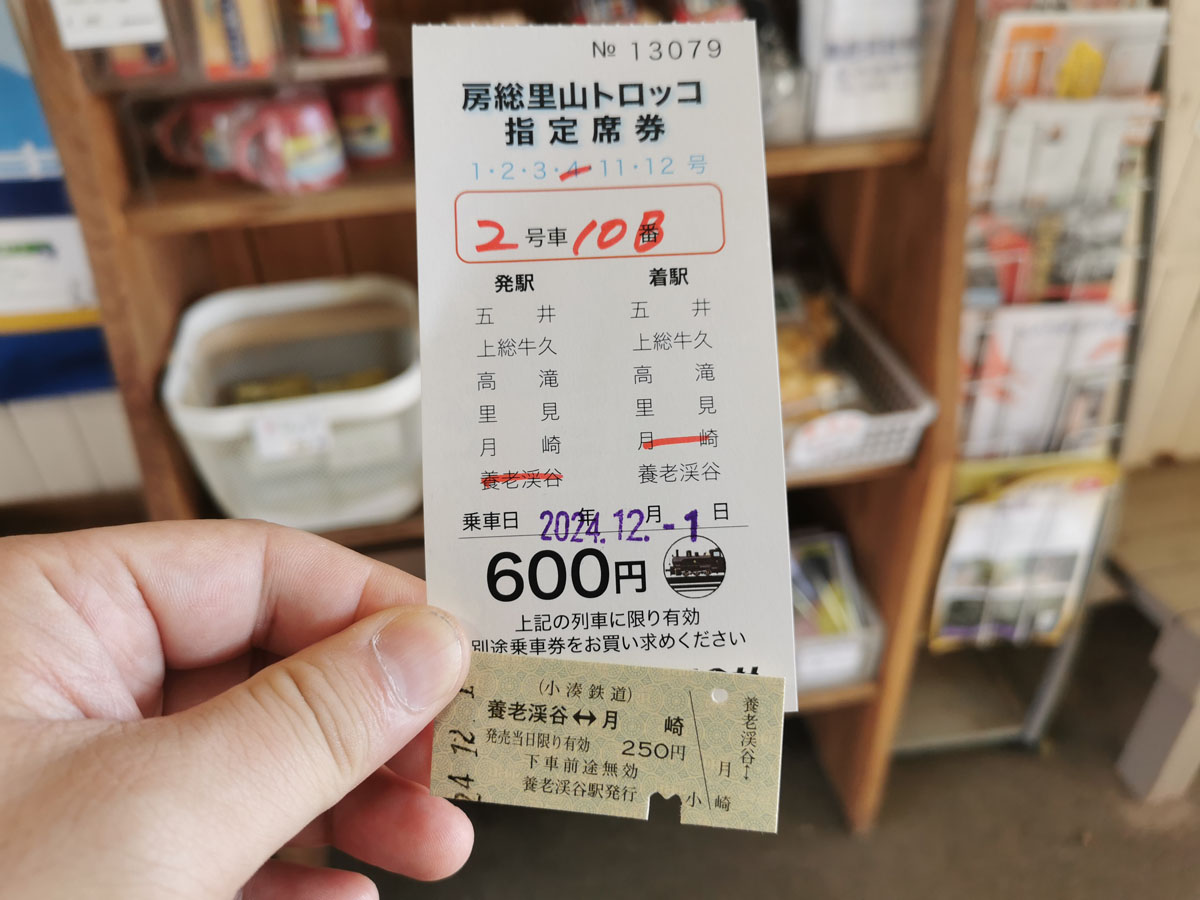 № 13079
房総里山トロッコ
指定席券
1・2・3・4・11・12 号
2 号車 10B 番
発駅 着駅
五井 五井
上総牛久 上総牛久
高滝 高滝
里見 里見
月崎 月崎
養老渓谷 養老渓谷
乗車日 2024年12.月-1日
600円
上記の列車に限り有効
別途乗車券をお買い求めください
(小湊鉄道)
養老渓谷↔月崎
発売当日限り有効 250円
下車前途無効
養老渓谷駅発行
小
養老渓谷↔
月崎